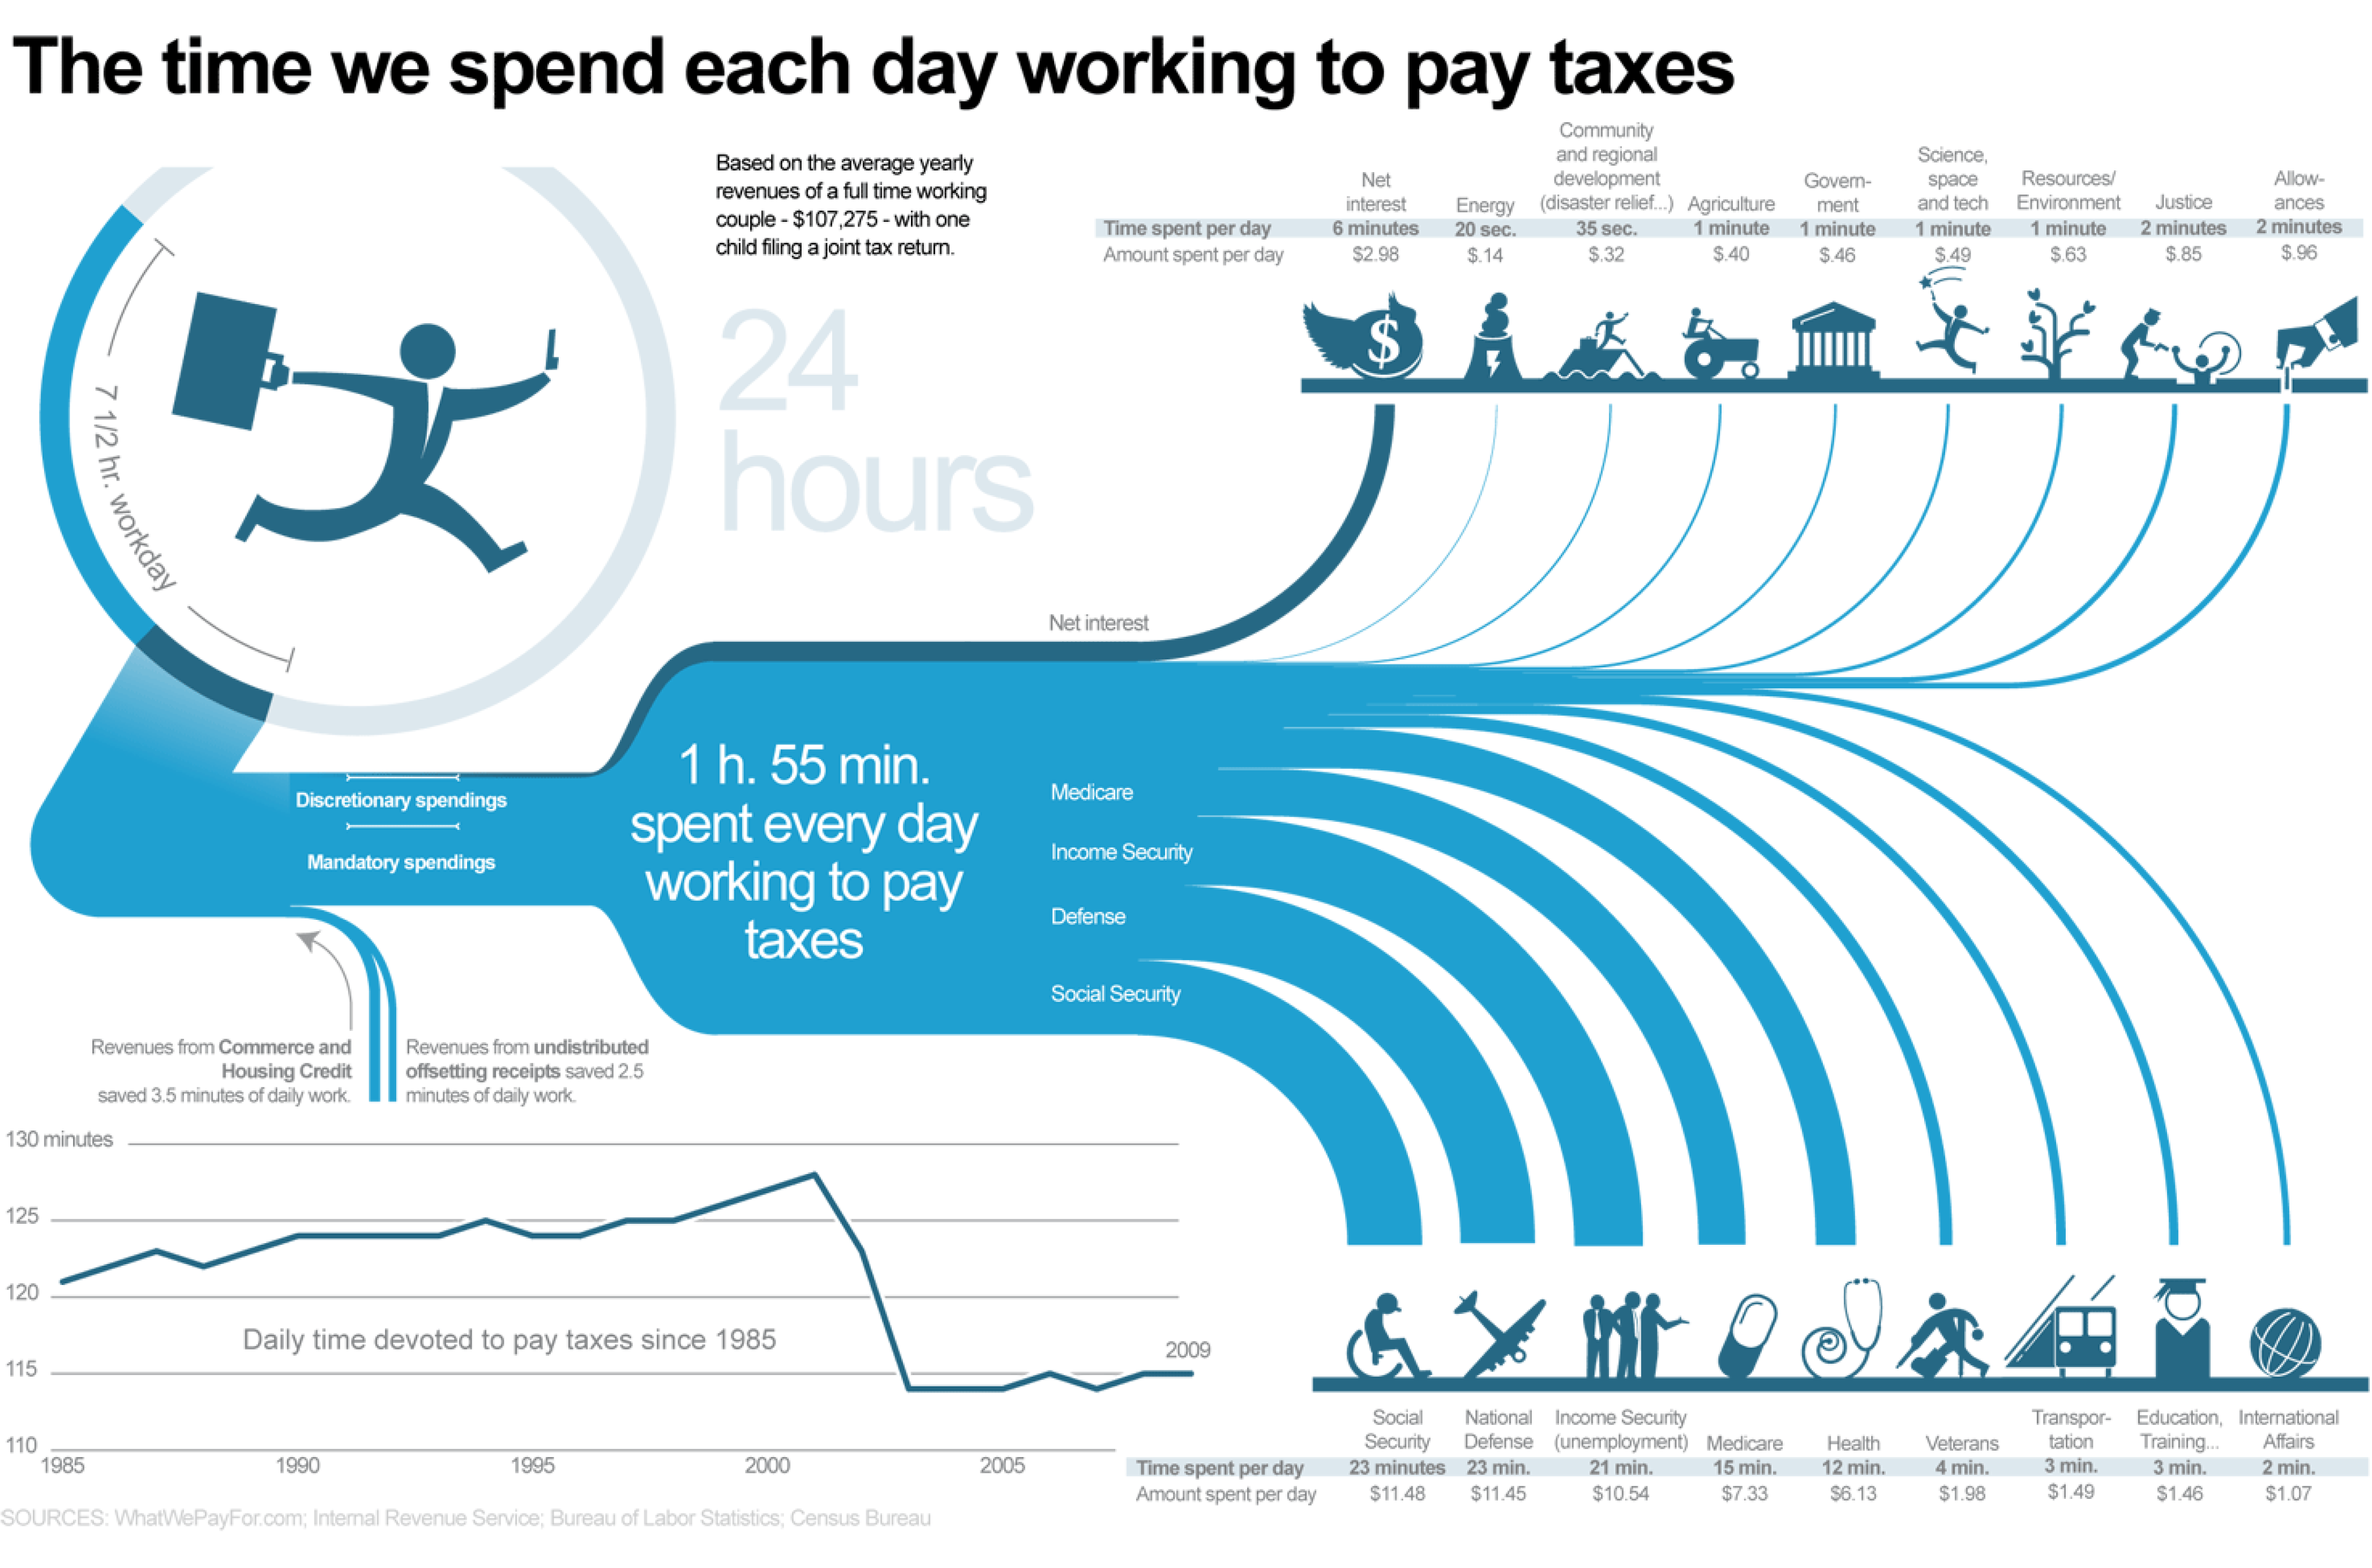 The time we spend each day working to pay taxes
Based on the average yearly
revenues of a full time working
couple - $107,275 - with one
child filing a joint tax return.
24
hours
7 1/2 hr. workday
Net
interest
Energy
Community
and regional
development
(disaster relief...)
Agriculture
Govern-
ment
Science,
space
and tech
Resources/
Environment
Justice
Allow-
ances
Time spent per day 6 minutes 20 sec. 35 sec. 1 minute 1 minute 1 minute 1 minute 2 minutes 2 minutes
Amount spent per day $2.98 $.14 $.32 $.40 $.46 $.49 $.63 $.85 $.96
$
Net interest
Discretionary spendings
Mandatory spendings
1 h. 55 min.
spent every day
working to pay
taxes
Medicare
Income Security
Defense
Social Security
Revenues from Commerce and
Housing Credit
saved 3.5 minutes of daily work.
Revenues from undistributed
offsetting receipts saved 2.5
minutes of daily work.
130 minutes
125
120
115
110
Daily time devoted to pay taxes since 1985
2009
1985 1990 1995 2000 2005
Social
Security
National
Defense
Income Security
(unemployment)
Medicare
Health
Veterans
Transpor-
tation
Education,
Training...
International
Affairs
Time spent per day 23 minutes 23 min. 21 min. 15 min. 12 min. 4 min. 3 min. 3 min. 2 min.
Amount spent per day $11.48 $11.45 $10.54 $7.33 $6.13 $1.98 $1.49 $1.46 $1.07
SOURCES: WhatWePayFor.com; Internal Revenue Service; Bureau of Labor Statistics; Census Bureau